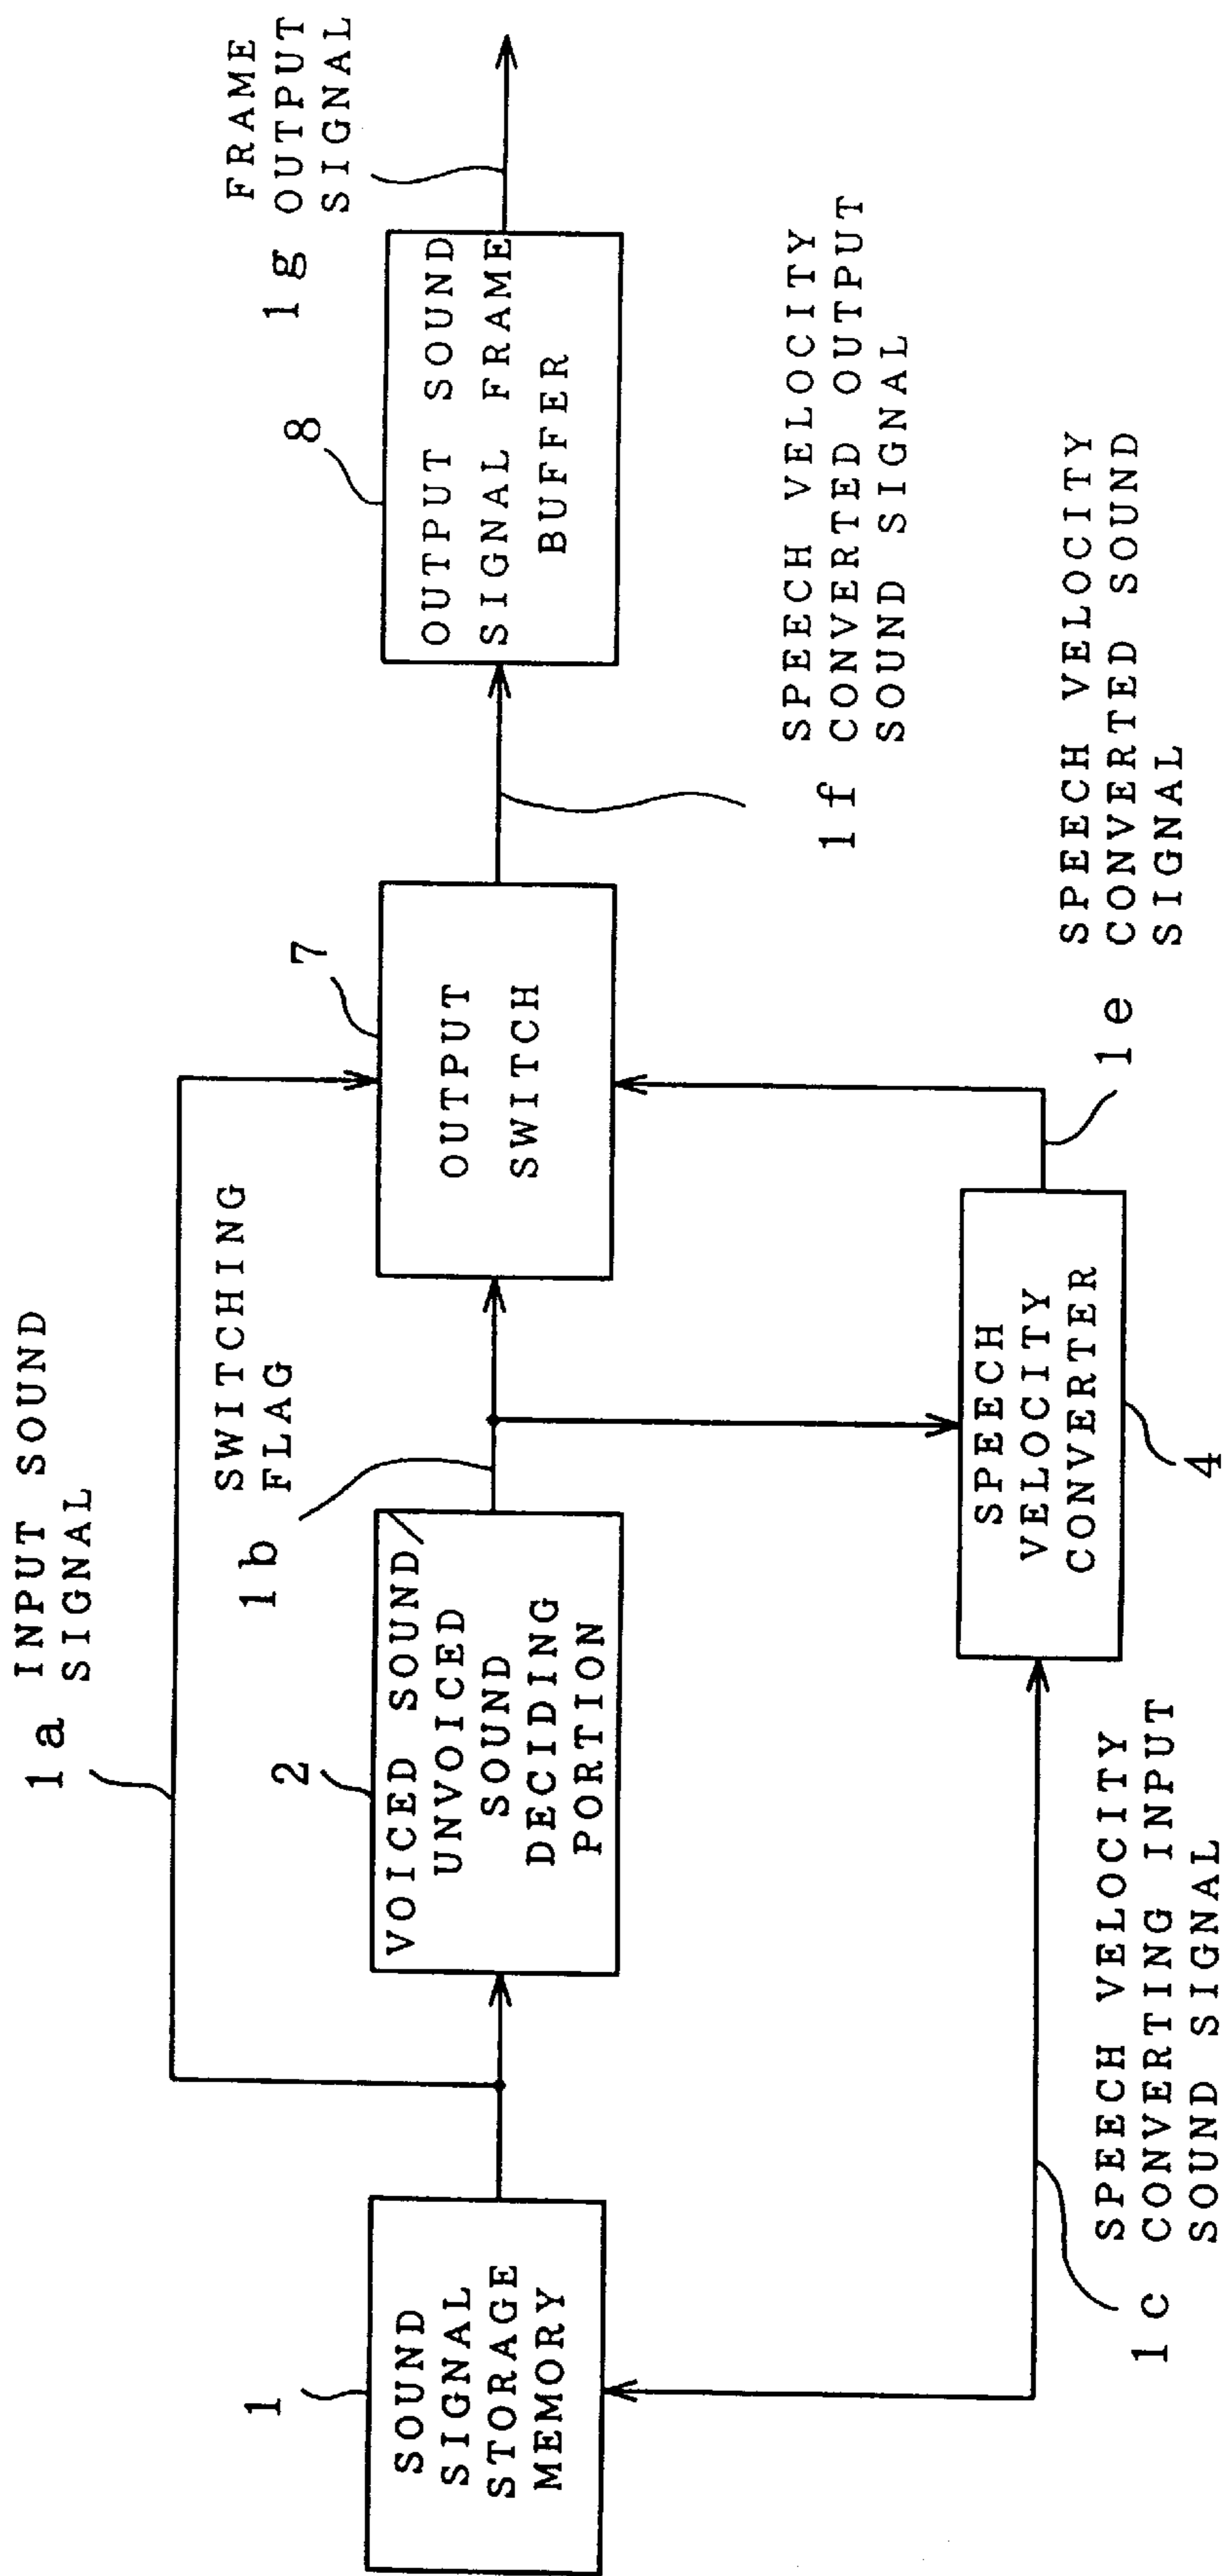 1a INPUT SOUND
SIGNAL
1
SOUND
SIGNAL
STORAGE
MEMORY
2
VOICED SOUND/
UNVOICED
SOUND
DECIDING
PORTION
1b
SWITCHING
FLAG
7
OUTPUT
SWITCH
8
OUTPUT SOUND
SIGNAL FRAME
BUFFER
1g
FRAME
OUTPUT
SIGNAL
1f
SPEECH VELOCITY
CONVERTED OUTPUT
SOUND SIGNAL
SPEECH
VELOCITY
CONVERTER
4
1e
SPEECH VELOCITY
CONVERTED SOUND
SIGNAL
1c
SPEECH VELOCITY
CONVERTING INPUT
SOUND SIGNAL